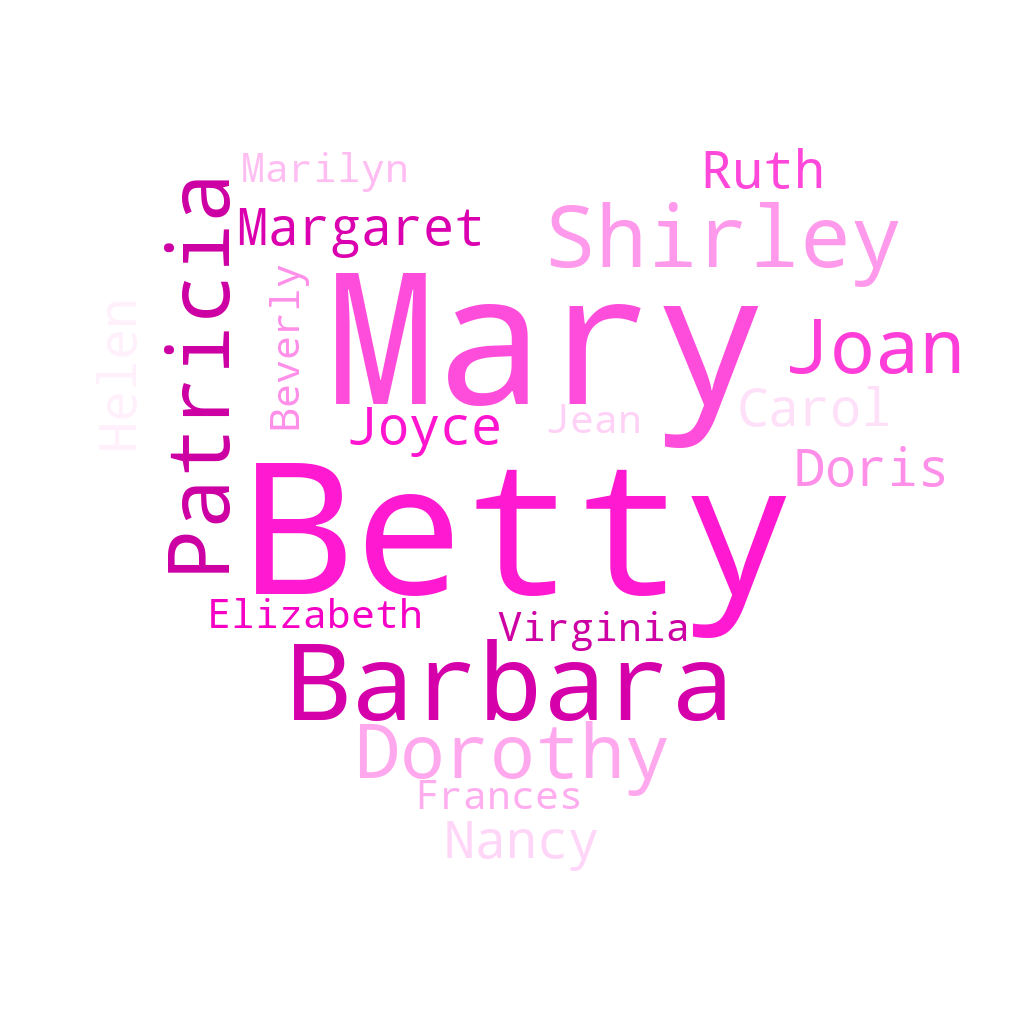 Marilyn
Ruth
Patricia
Margaret
Shirley
Mary
Beverly
Helen
Joan
Joyce
Jean
Carol
Doris
Betty
Elizabeth
Virginia
Barbara
Dorothy
Frances
Nancy